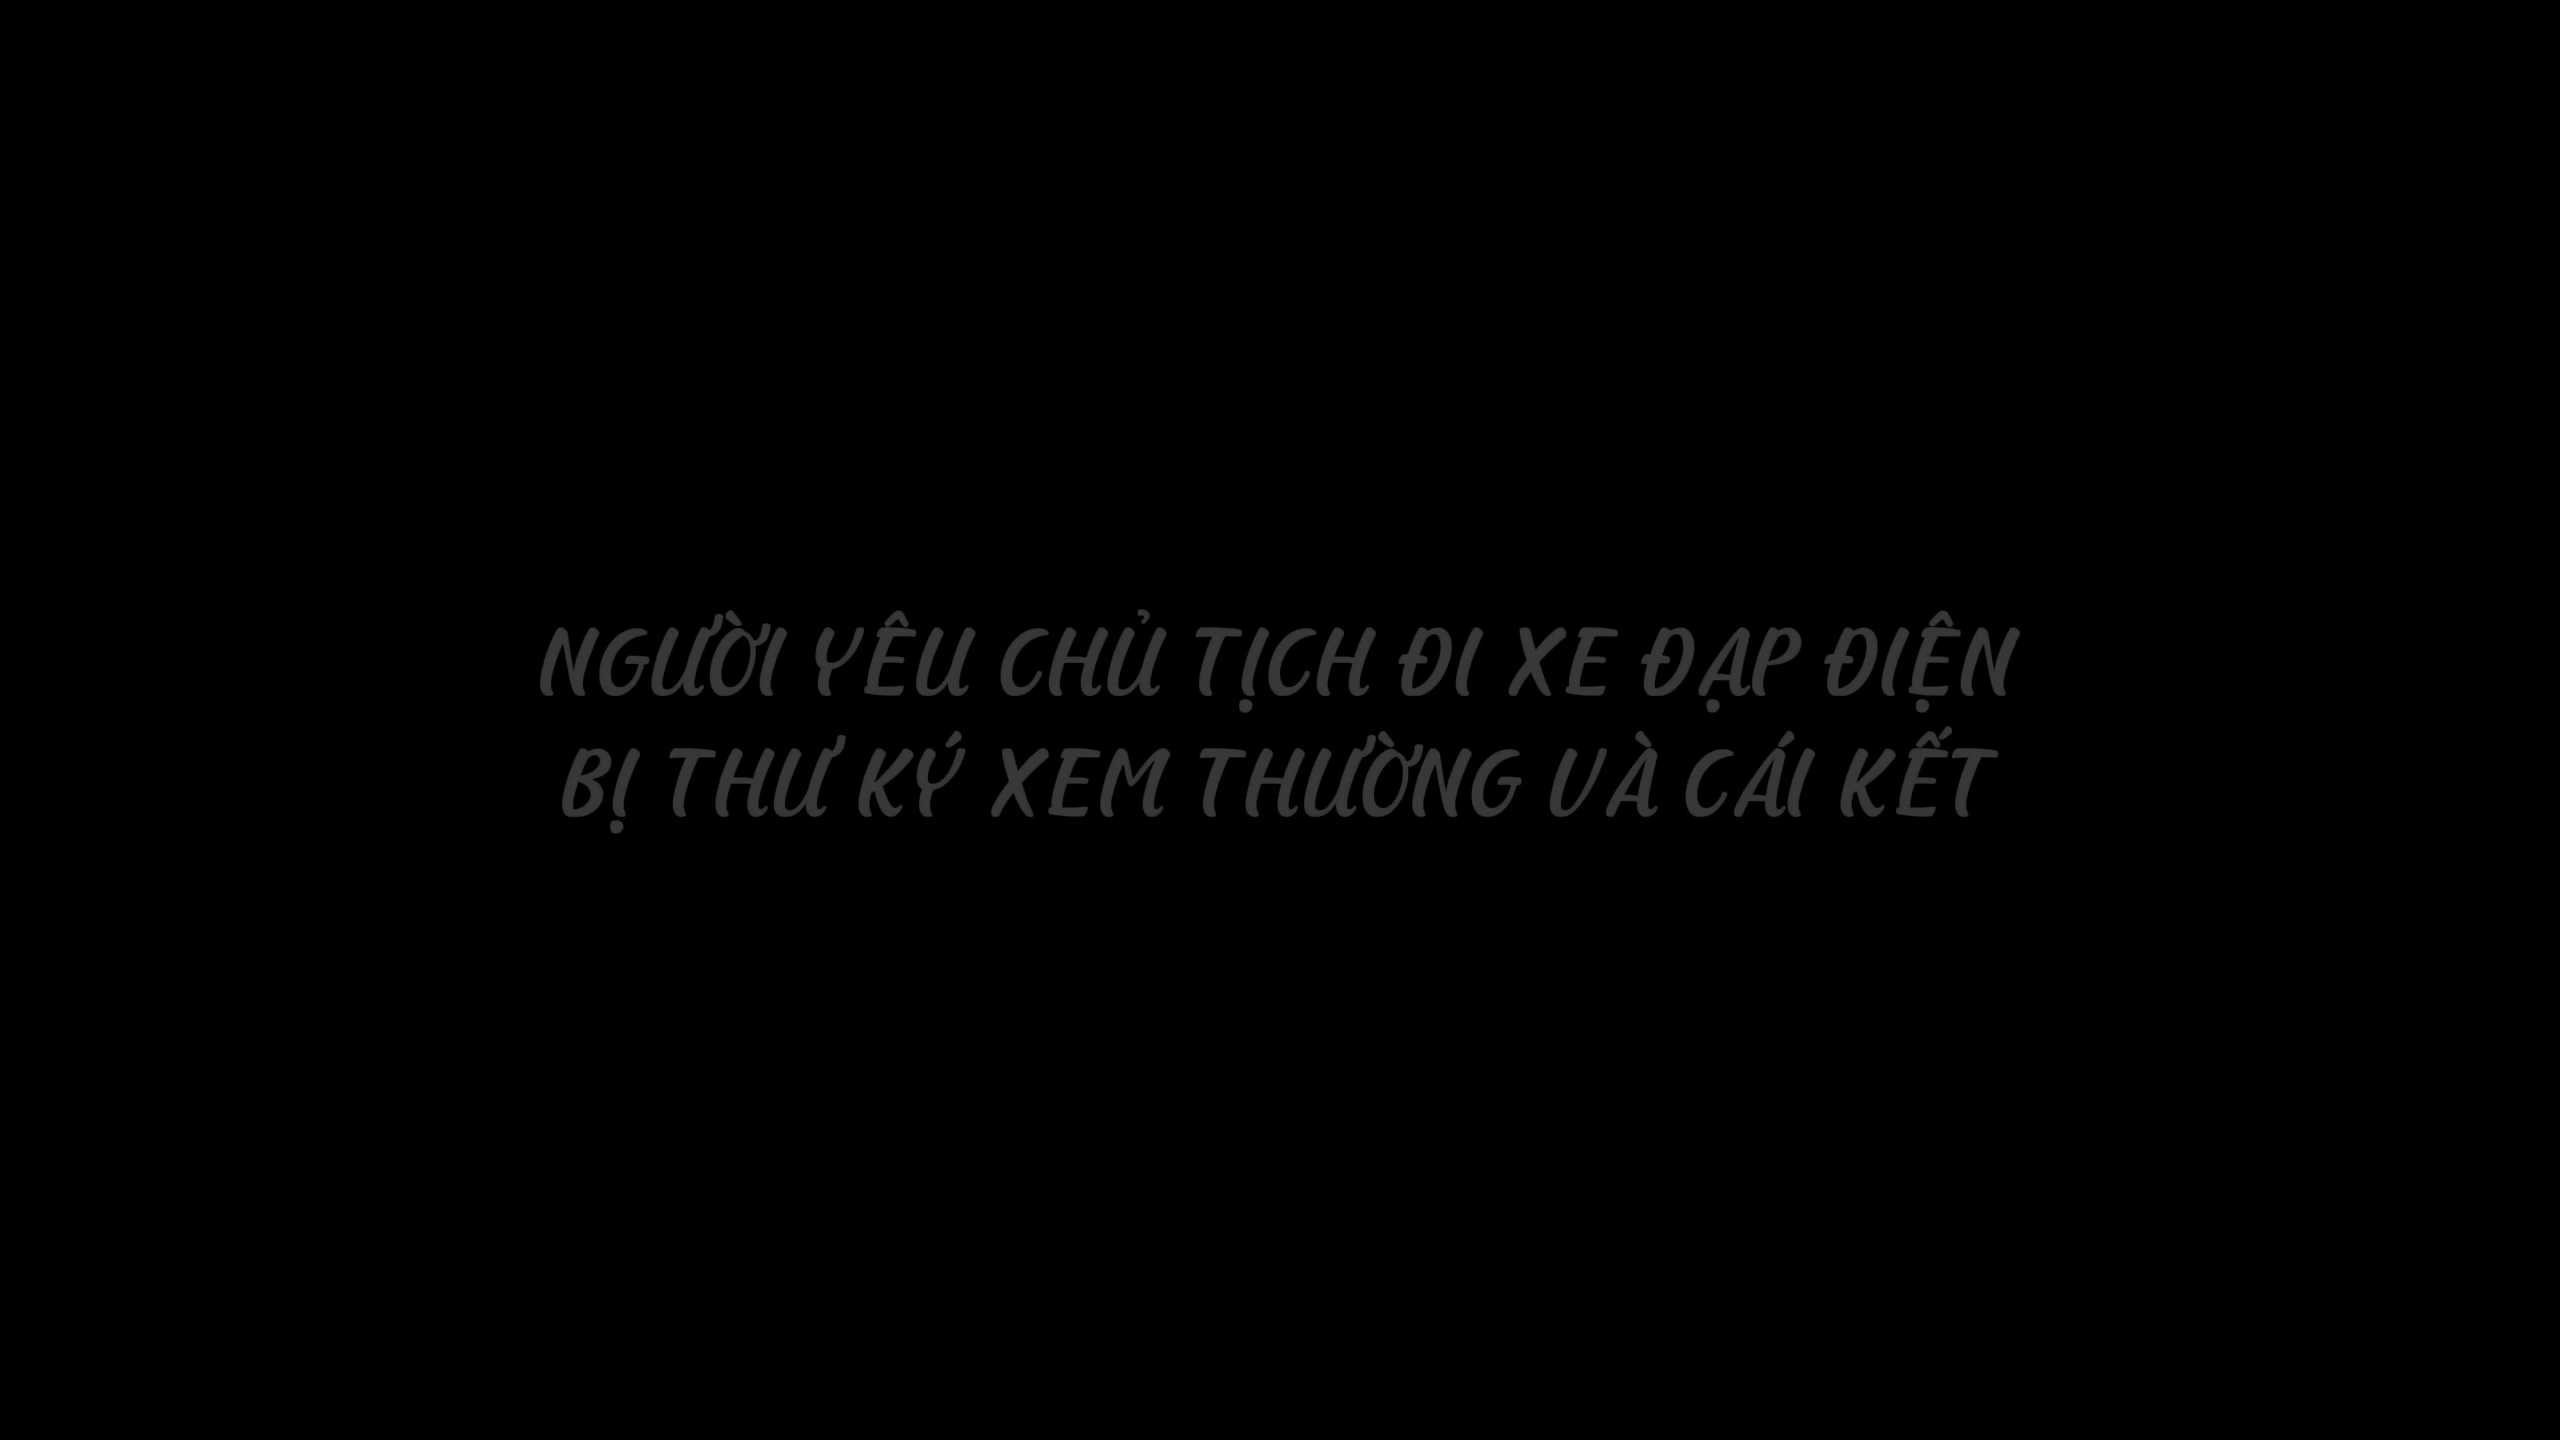 NGƯỜI YÊU CHỦ TỊCH ĐI XE ĐẠP ĐIỆN
BỊ THƯ KÝ XEM THƯỜNG VÀ CÁI KẾT